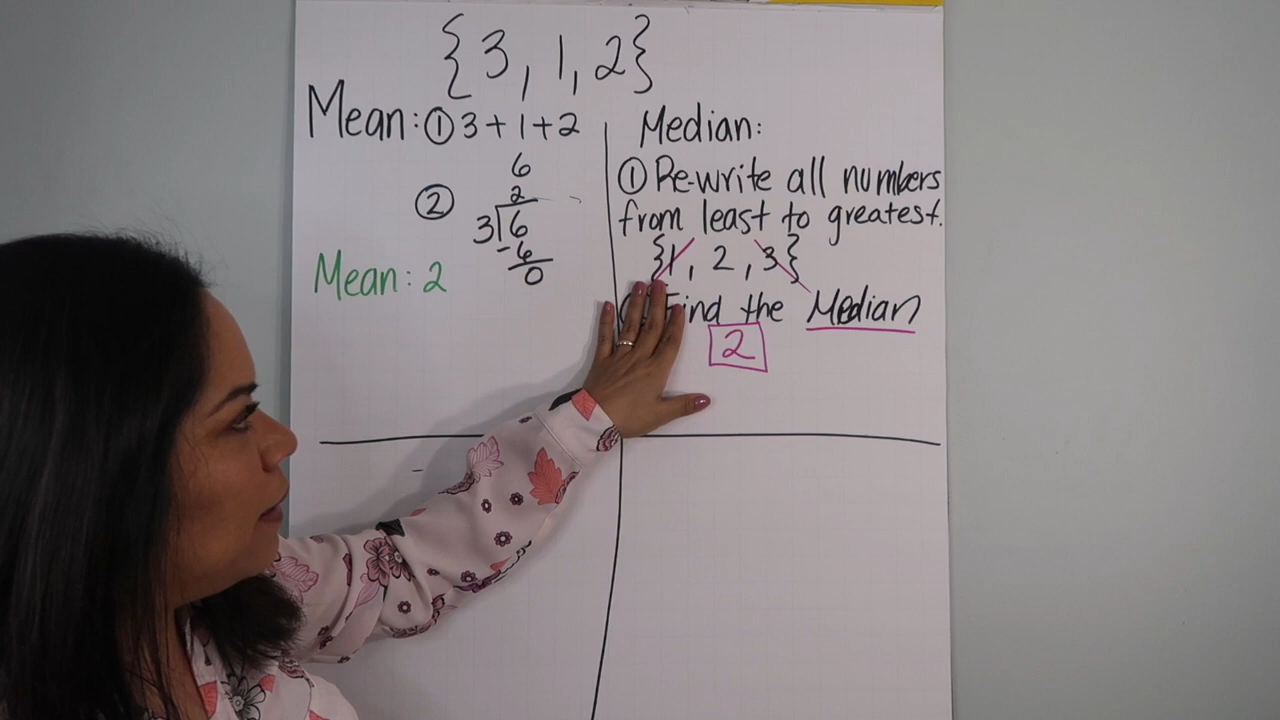 {3, 1, 2}
Mean: ① 3 + 1 + 2
6
② 2
3 6
-6
0
Mean: 2
Median:
① Re-write all numbers
from least to greatest.
{1, 2, 3}
Find the Median
2